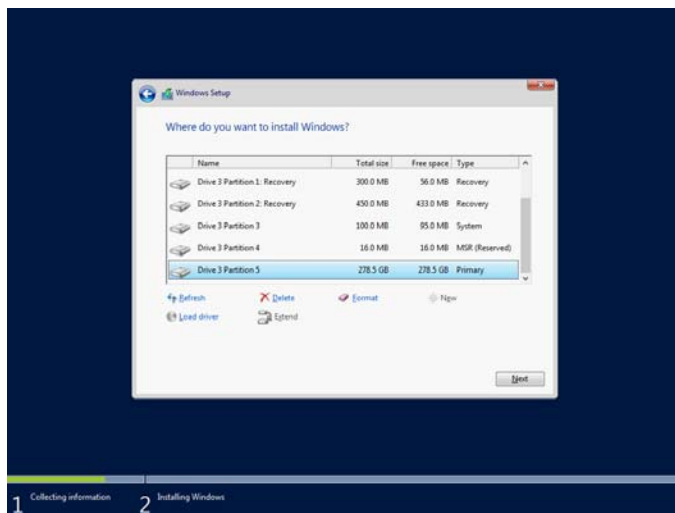 Windows Setup
Where do you want to install Windows?
Name Total size Free space Type
Drive 3 Partition 1: Recovery 300.0 MB 56.0 MB Recovery
Drive 3 Partition 2: Recovery 450.0 MB 433.0 MB Recovery
Drive 3 Partition 3 100.0 MB 95.0 MB System
Drive 3 Partition 4 16.0 MB 16.0 MB MSR (Reserved)
Drive 3 Partition 5 278.5 GB 278.5 GB Primary
Refresh Delete Format New
Load driver Extend
Next
1 Collecting information 2 Installing Windows